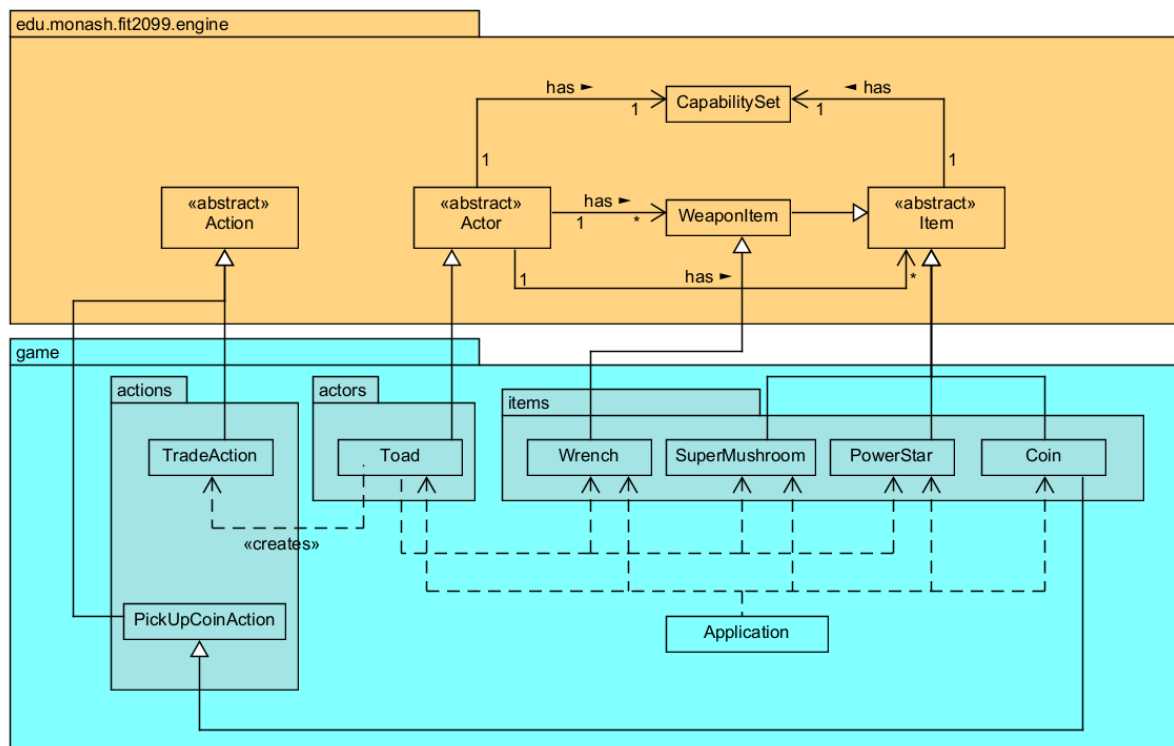 edu.monash.fit2099.engine
has ►
◄ has
CapabilitySet
1
1
1
1
«abstract»
Action
«abstract»
Actor
has ►
1
*
WeaponItem
«abstract»
Item
1
has ►
*
game
actions
actors
items
TradeAction
Toad
Wrench
SuperMushroom
PowerStar
Coin
«creates»
PickUpCoinAction
Application